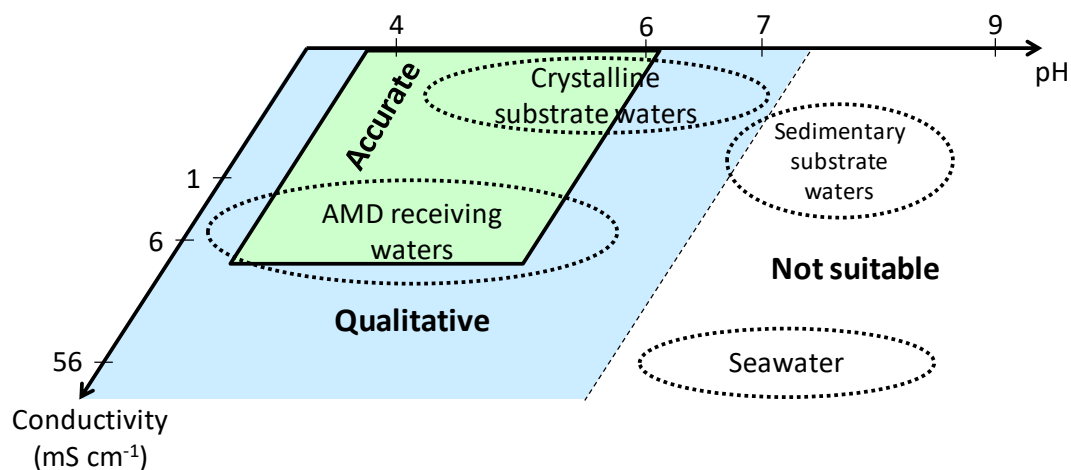 4
6
7
9
pH
Accurate
Crystalline
substrate waters
Sedimentary
substrate
waters
1
AMD receiving
waters
6
Not suitable
Qualitative
56
Seawater
Conductivity
(mS cm⁻¹)